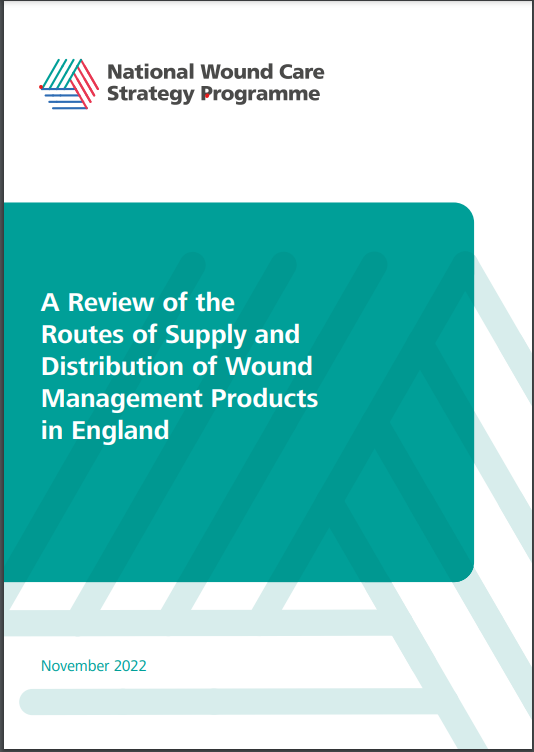 National Wound Care
Strategy Programme
A Review of the
Routes of Supply and
Distribution of Wound
Management Products
in England
November 2022